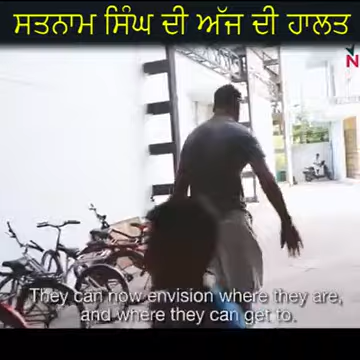 ਸਤਨਾਮ ਸਿੰਘ ਦੀ ਅੱਜ ਦੀ ਹਾਲਤ
N
They can now envision where they are,
and where they can get to.